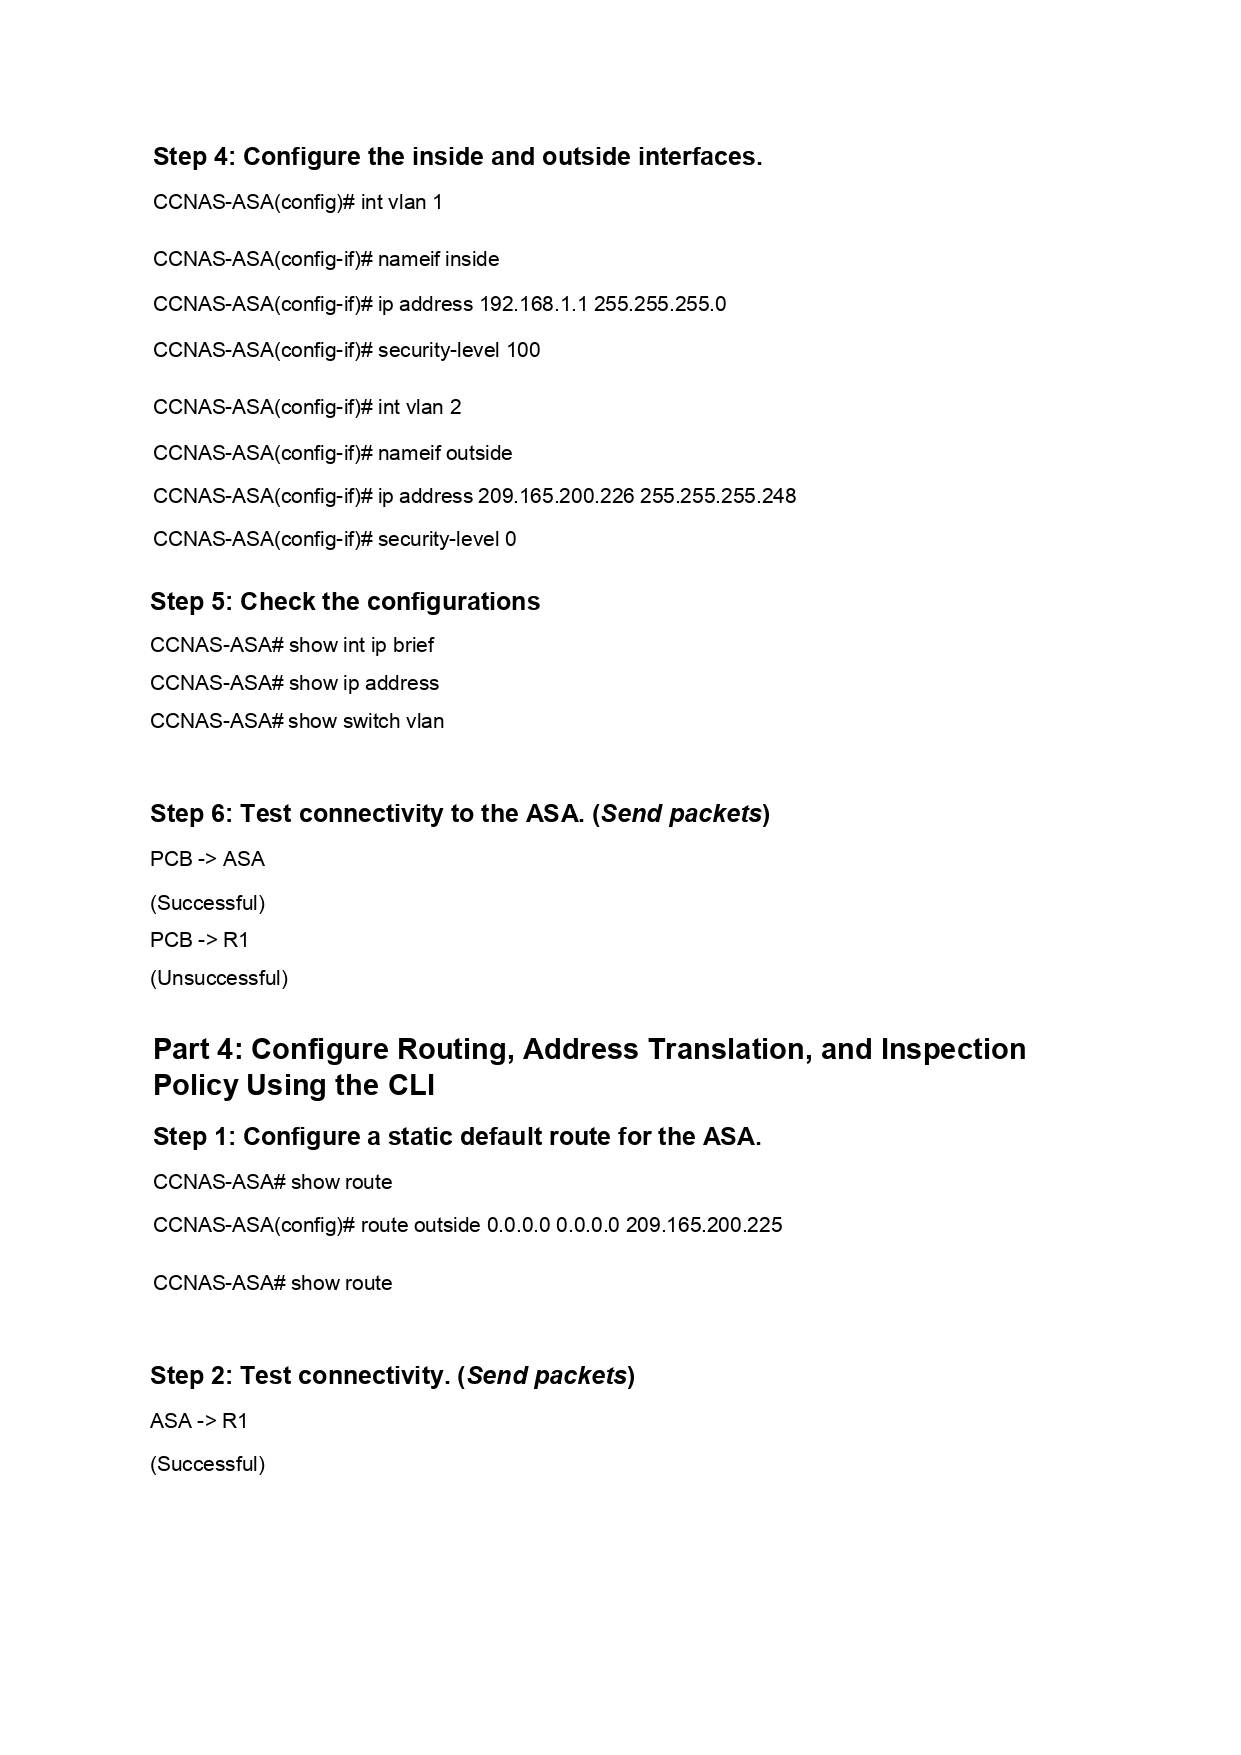 Step 4: Configure the inside and outside interfaces.
CCNAS-ASA(config)# int vlan 1
CCNAS-ASA(config-if)# nameif inside
CCNAS-ASA(config-if)# ip address 192.168.1.1 255.255.255.0
CCNAS-ASA(config-if)# security-level 100
CCNAS-ASA(config-if)# int vlan 2
CCNAS-ASA(config-if)# nameif outside
CCNAS-ASA(config-if)# ip address 209.165.200.226 255.255.255.248
CCNAS-ASA(config-if)# security-level 0
Step 5: Check the configurations
CCNAS-ASA# show int ip brief
CCNAS-ASA# show ip address
CCNAS-ASA# show switch vlan
Step 6: Test connectivity to the ASA. (Send packets)
PCB -> ASA
(Successful)
PCB -> R1
(Unsuccessful)
Part 4: Configure Routing, Address Translation, and Inspection
Policy Using the CLI
Step 1: Configure a static default route for the ASA.
CCNAS-ASA# show route
CCNAS-ASA(config)# route outside 0.0.0.0 0.0.0.0 209.165.200.225
CCNAS-ASA# show route
Step 2: Test connectivity. (Send packets)
ASA -> R1
(Successful)